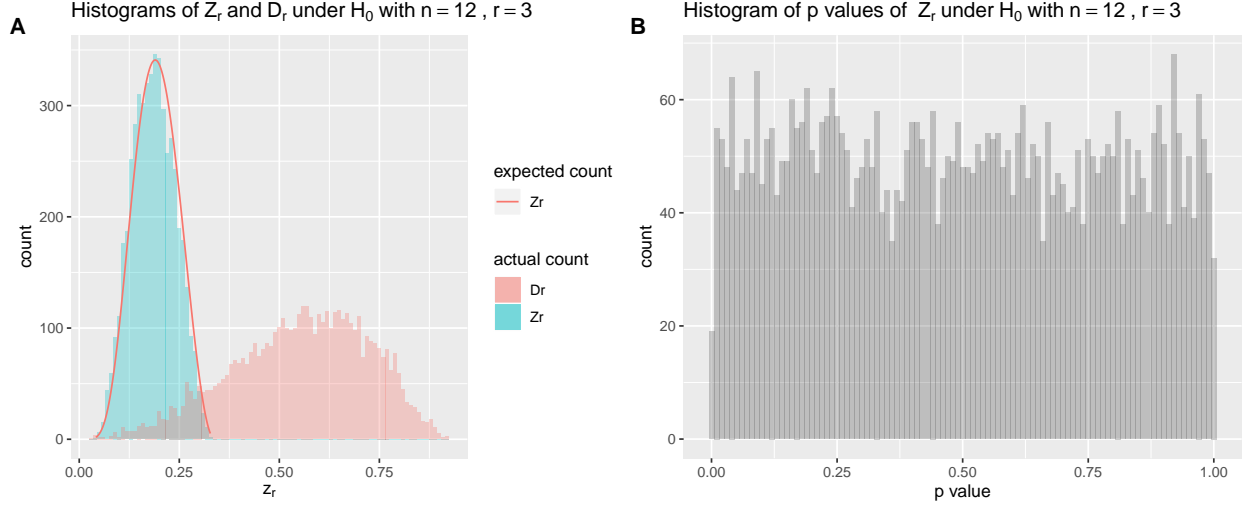 A
Histograms of Zᵣ and Dᵣ under H₀ with n = 12 , r = 3
300
200
100
0
count
0.00 0.25 0.50 0.75
zᵣ
expected count
Zr
actual count
Dr
Zr
B
Histogram of p values of Zᵣ under H₀ with n = 12 , r = 3
60
40
20
0
count
0.00 0.25 0.50 0.75 1.00
p value